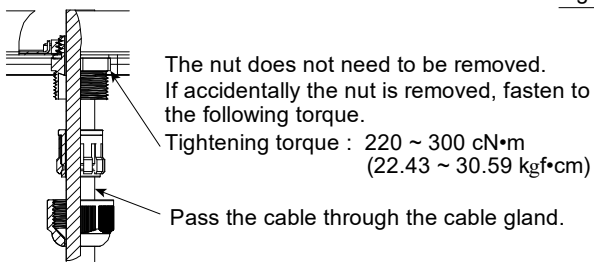 The nut does not need to be removed.
If accidentally the nut is removed, fasten to
the following torque.
Tightening torque : 220 ~ 300 cN•m
(22.43 ~ 30.59 kgf•cm)
Pass the cable through the cable gland.